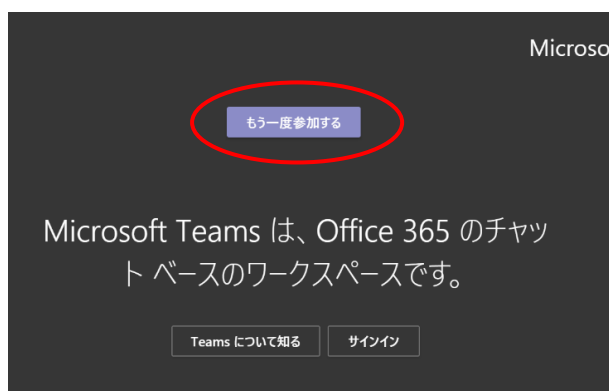 Microso
もう一度参加する
Microsoft Teams は、Office 365 のチャッ
ト ベースのワークスペースです。
Teams について知る サインイン